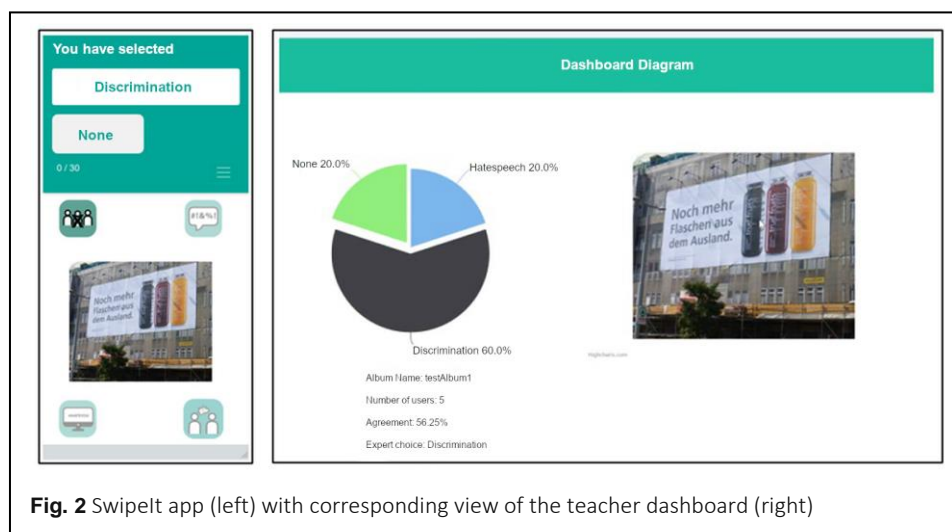 You have selected
Discrimination
None
0 / 30
#!&%!
Noch mehr
Flaschen aus
dem Ausland.
Dashboard Diagram
None 20.0%
Hatespeech 20.0%
Discrimination 60.0%
Noch mehr
Flaschen aus
dem Ausland.
Highcharts.com
Album Name: testAlbum1
Number of users: 5
Agreement: 56.25%
Expert choice: Discrimination
Fig. 2 SwipeIt app (left) with corresponding view of the teacher dashboard (right)